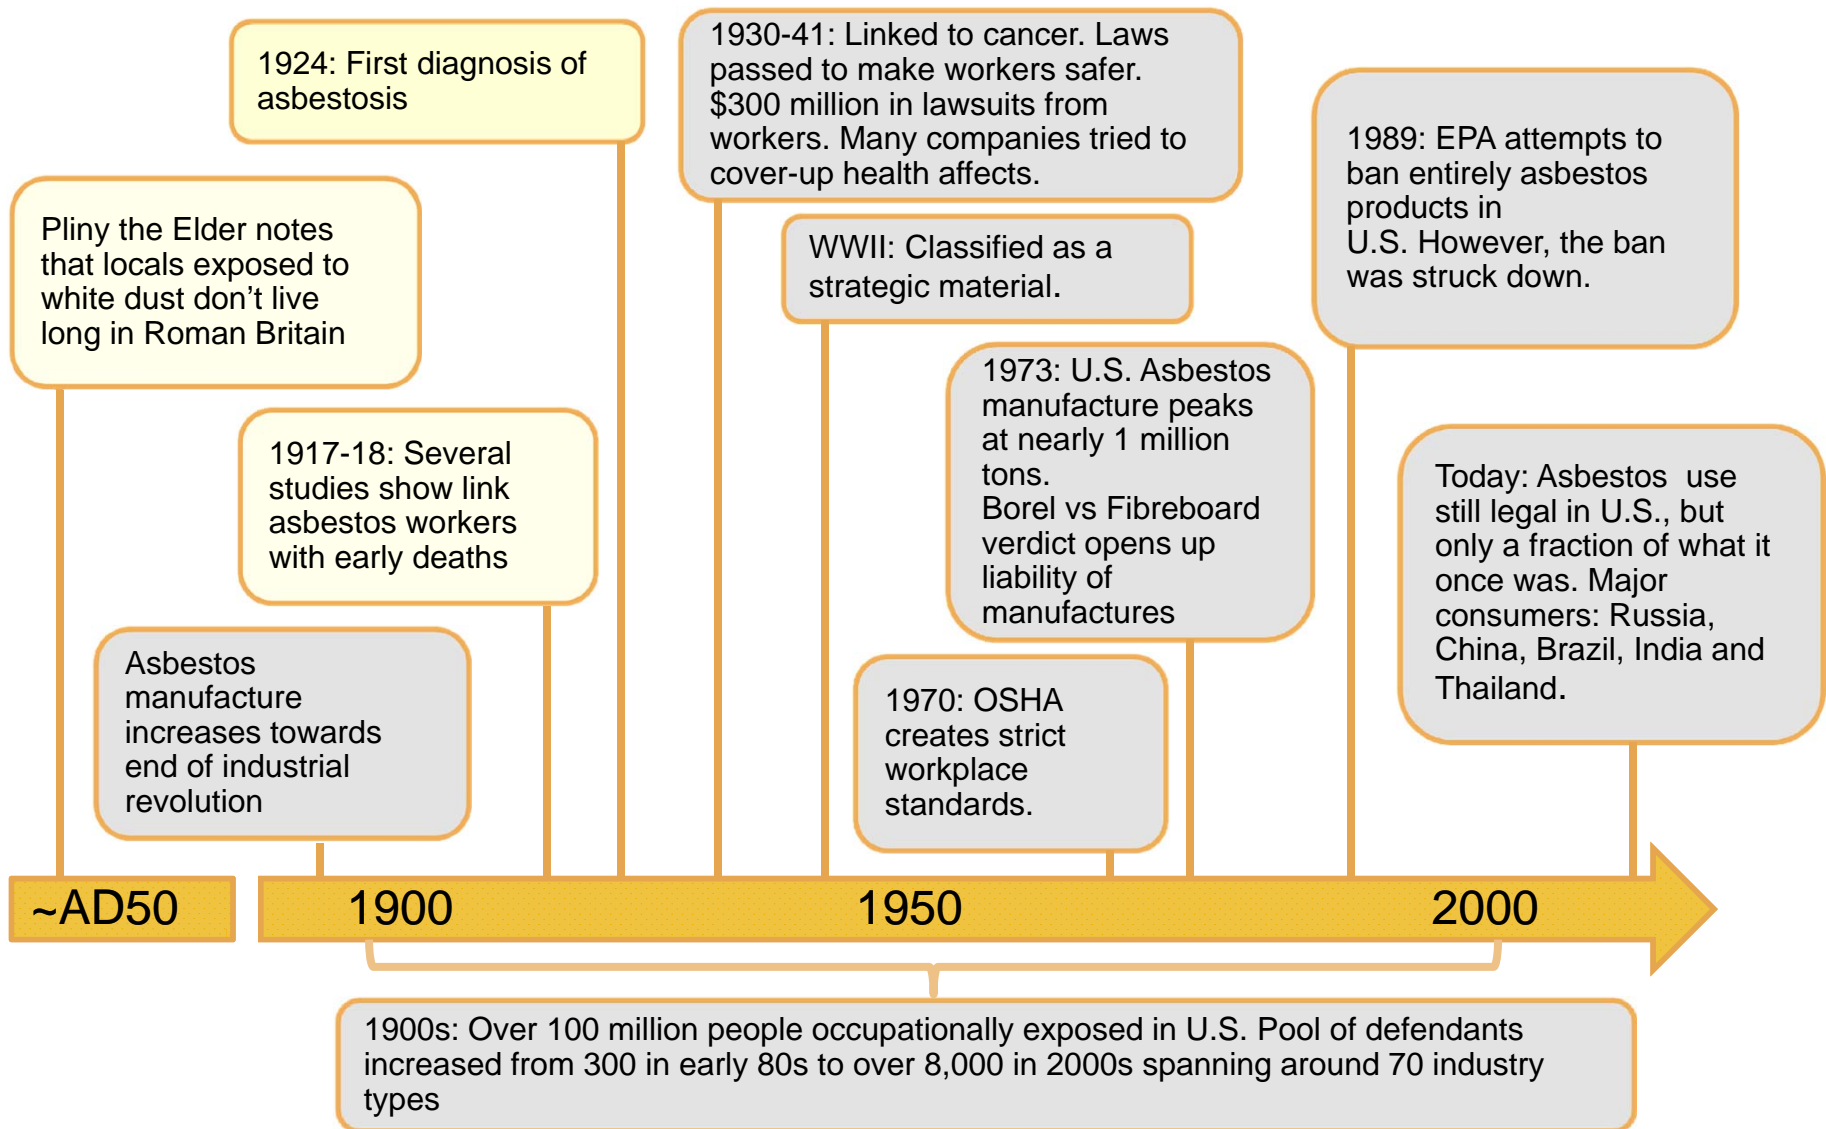 1924: First diagnosis of
asbestosis
1930-41: Linked to cancer. Laws
passed to make workers safer.
$300 million in lawsuits from
workers. Many companies tried to
cover-up health affects.
1989: EPA attempts to
ban entirely asbestos
products in
U.S. However, the ban
was struck down.
Pliny the Elder notes
that locals exposed to
white dust don’t live
long in Roman Britain
WWII: Classified as a
strategic material.
1973: U.S. Asbestos
manufacture peaks
at nearly 1 million
tons.
Borel vs Fibreboard
verdict opens up
liability of
manufactures
1917-18: Several
studies show link
asbestos workers
with early deaths
Today: Asbestos  use
still legal in U.S., but
only a fraction of what it
once was. Major
consumers: Russia,
China, Brazil, India and
Thailand.
Asbestos
manufacture
increases towards
end of industrial
revolution
1970: OSHA
creates strict
workplace
standards.
~AD50
1900
1950
2000
1900s: Over 100 million people occupationally exposed in U.S. Pool of defendants
increased from 300 in early 80s to over 8,000 in 2000s spanning around 70 industry
types